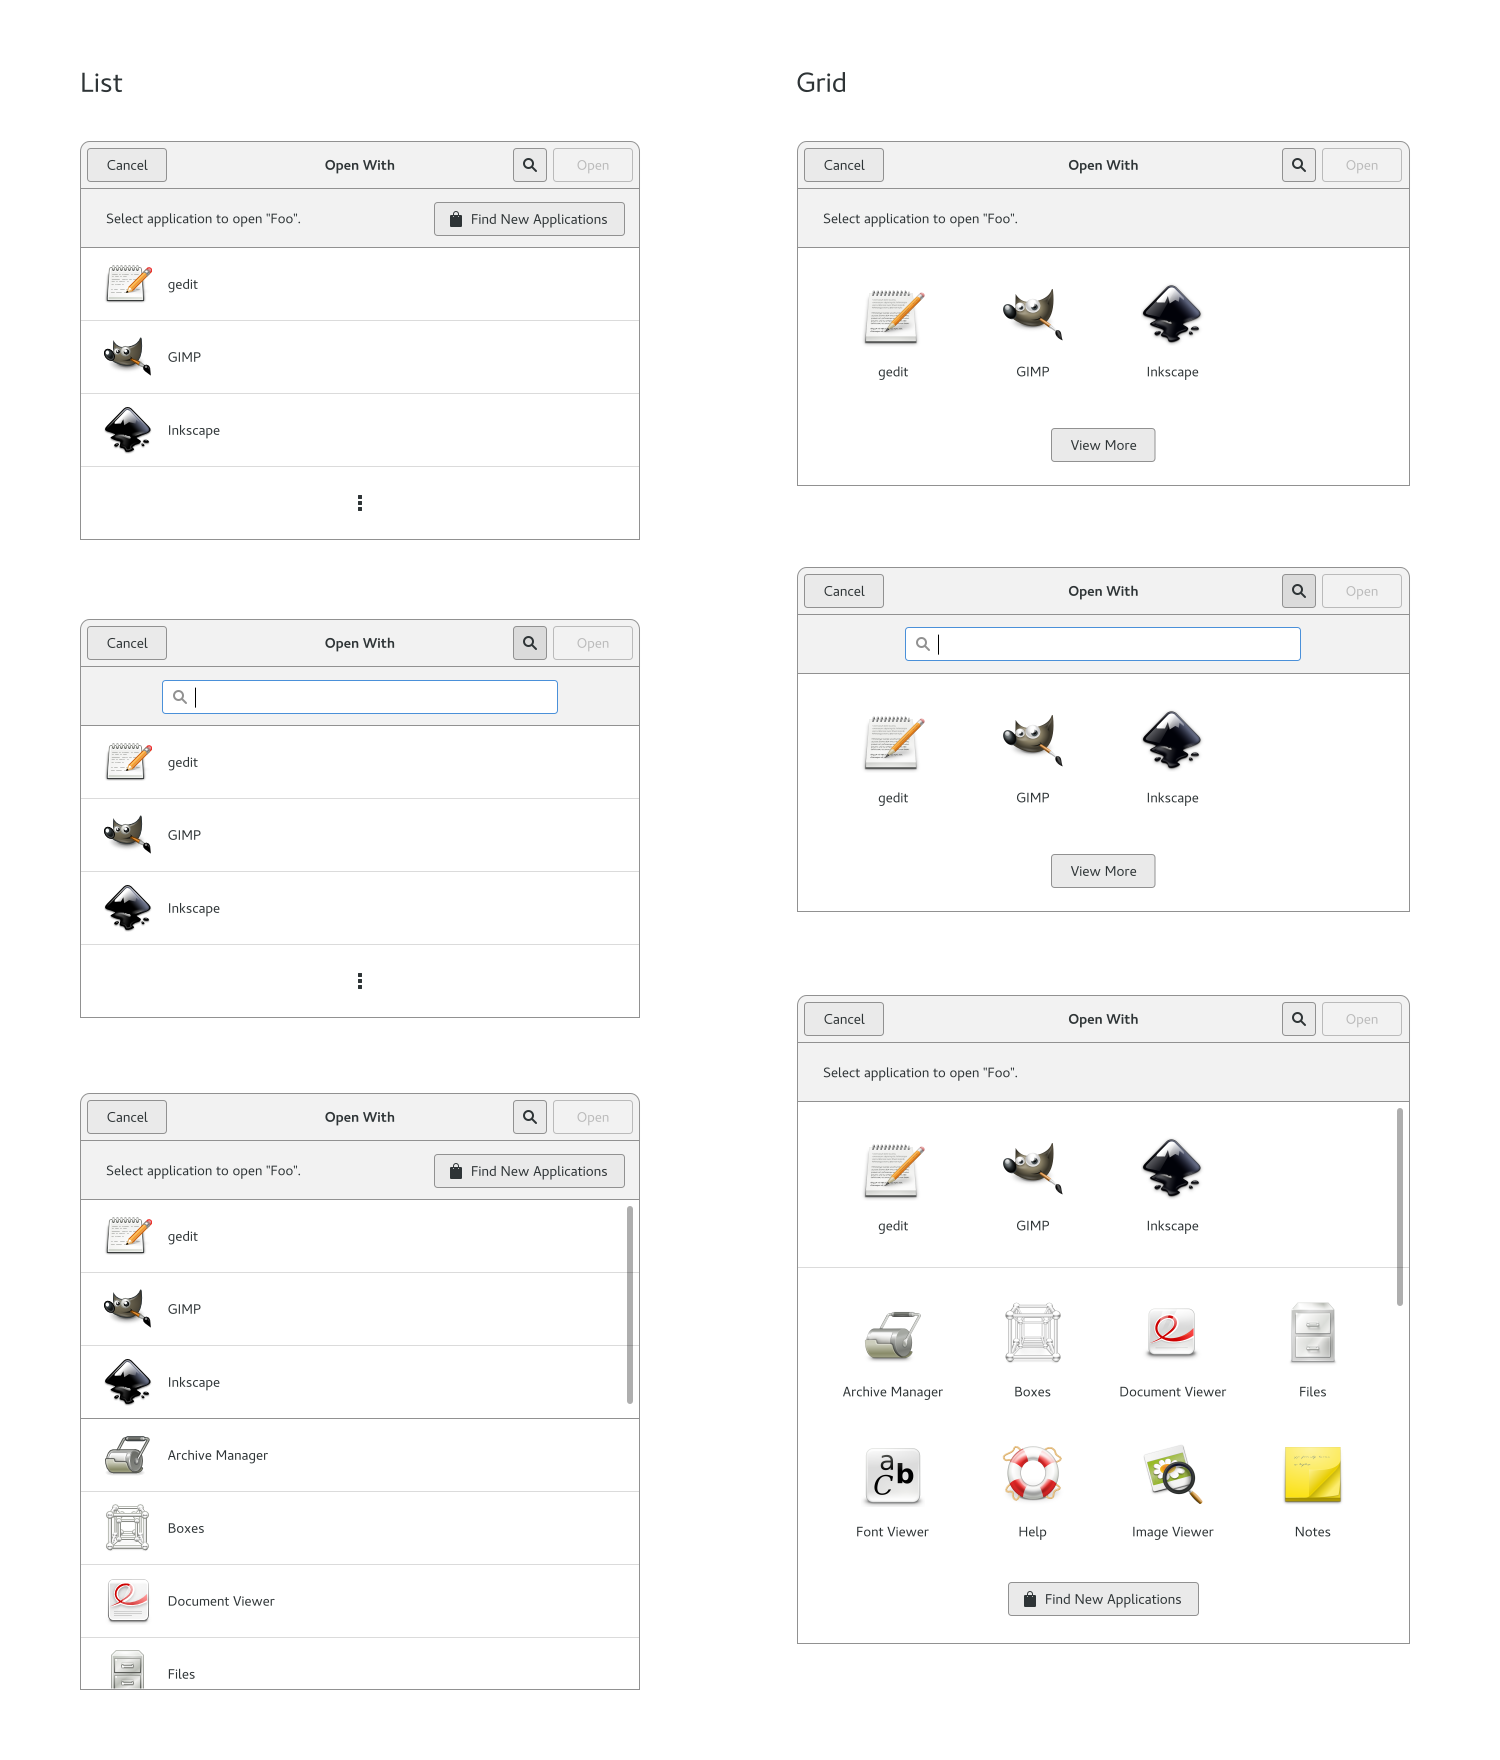 List
Cancel
Open With
Open
Select application to open "Foo".
Find New Applications
gedit
GIMP
Inkscape
Cancel
Open With
Open
gedit
GIMP
Inkscape
Cancel
Open With
Open
Select application to open "Foo".
Find New Applications
gedit
GIMP
Inkscape
Archive Manager
Boxes
Document Viewer
Files
Grid
Cancel
Open With
Open
Select application to open "Foo".
gedit
GIMP
Inkscape
View More
Cancel
Open With
Open
gedit
GIMP
Inkscape
View More
Cancel
Open With
Open
Select application to open "Foo".
gedit
GIMP
Inkscape
Archive Manager
Boxes
Document Viewer
Files
a
b
C
Font Viewer
Help
Image Viewer
Notes
Find New Applications